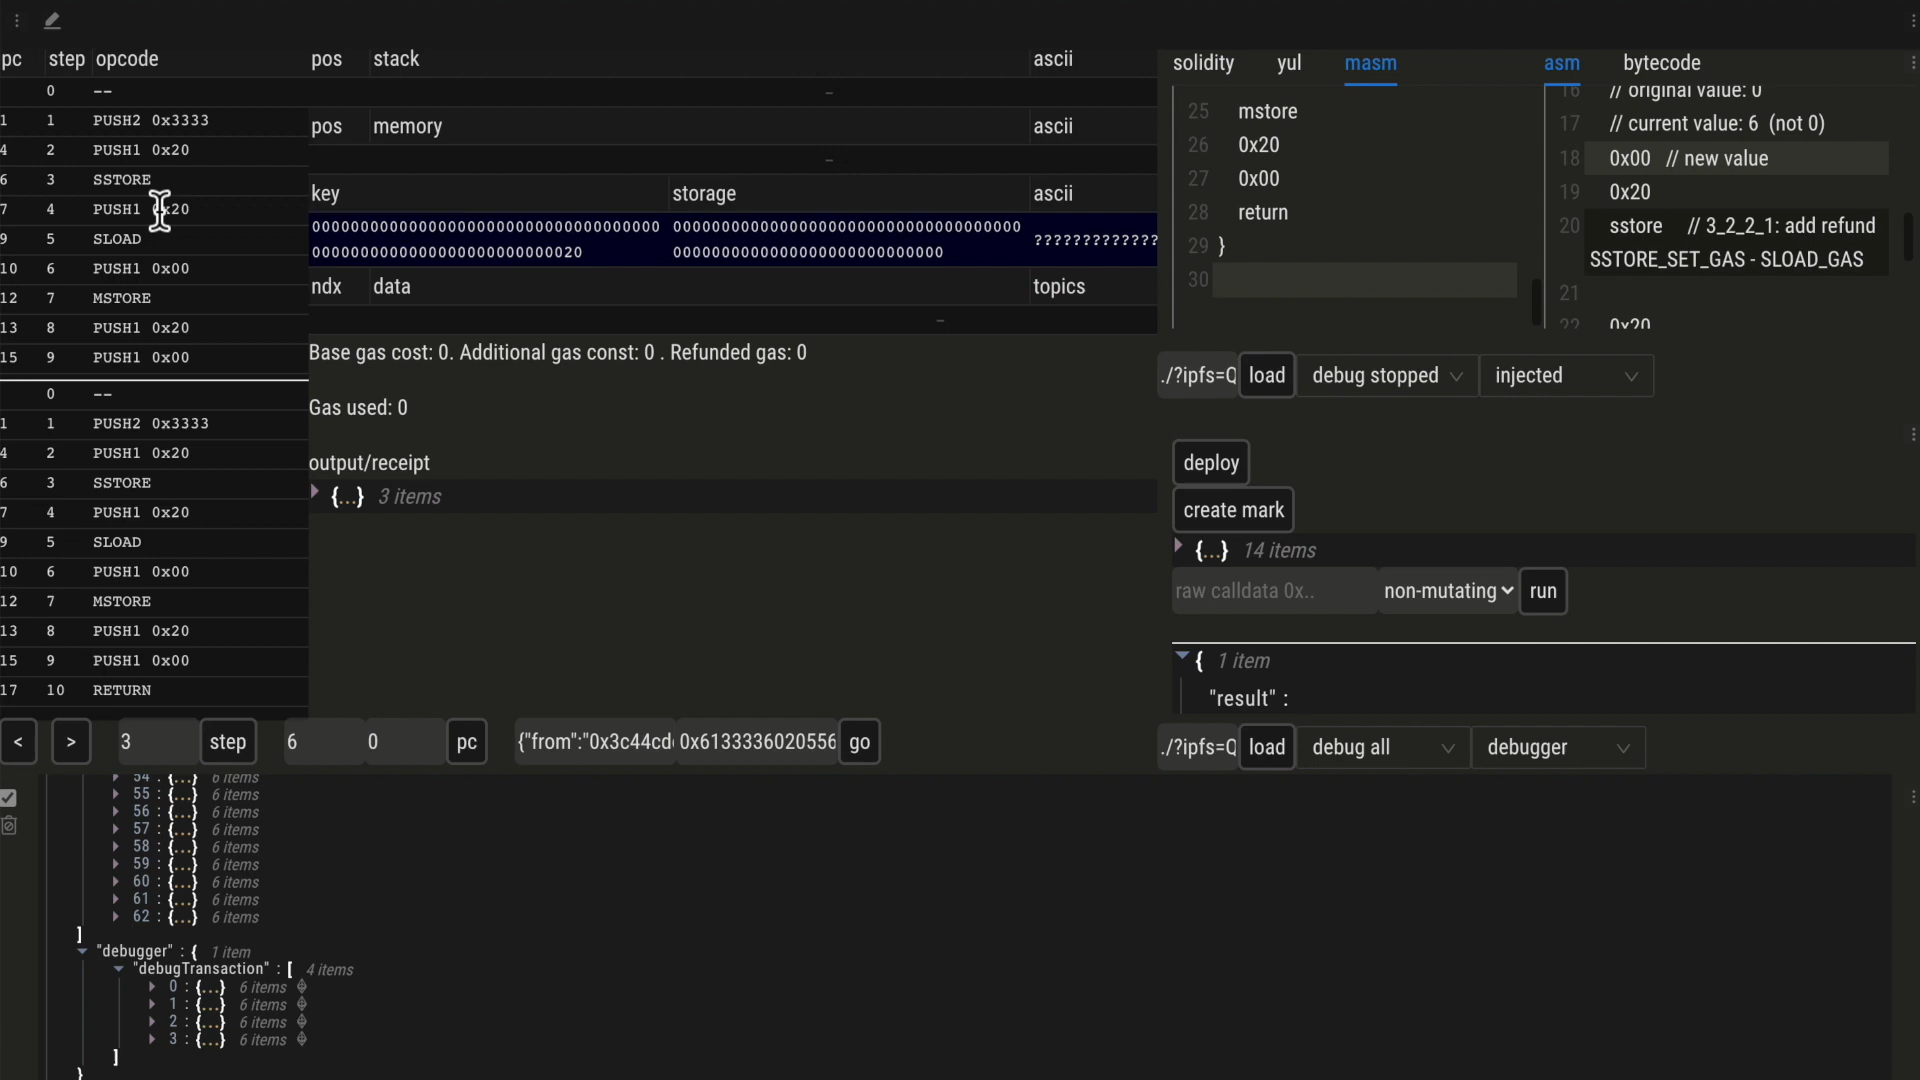 pc step opcode
0 --
1 1 PUSH2 0x3333
4 2 PUSH1 0x20
6 3 SSTORE
7 4 PUSH1 0x20
9 5 SLOAD
10 6 PUSH1 0x00
12 7 MSTORE
13 8 PUSH1 0x20
15 9 PUSH1 0x00
0 --
1 1 PUSH2 0x3333
4 2 PUSH1 0x20
6 3 SSTORE
7 4 PUSH1 0x20
9 5 SLOAD
10 6 PUSH1 0x00
12 7 MSTORE
13 8 PUSH1 0x20
15 9 PUSH1 0x00
17 10 RETURN
pos stack ascii
–
pos memory ascii
–
key storage ascii
ndx data topics
–
Base gas cost: 0. Additional gas const: 0 . Refunded gas: 0
Gas used: 0
output/receipt
{...} 3 items
solidity yul masm
25 mstore
26 0x20
27 0x00
28 return
29 }
30
asm bytecode
16 // original value: 0
17 // current value: 6 (not 0)
18 0x00 // new value
19 0x20
20 sstore // 3_2_2_1: add refund
SSTORE_SET_GAS - SLOAD_GAS
21
22 0x20
./?ipfs=Q load debug stopped injected
deploy
create mark
{...} 14 items
raw calldata 0x.. non-mutating run
{ 1 item
"result" :
< > 3 step 6 0 pc {"from":"0x3c44cd 0x6133336020556 go
./?ipfs=Q load debug all debugger
54 : {...} 6 items
55 : {...} 6 items
56 : {...} 6 items
57 : {...} 6 items
58 : {...} 6 items
59 : {...} 6 items
60 : {...} 6 items
61 : {...} 6 items
62 : {...} 6 items
]
"debugger" : { 1 item
"debugTransaction" : [ 4 items
0 : {...} 6 items
1 : {...} 6 items
2 : {...} 6 items
3 : {...} 6 items
]
}